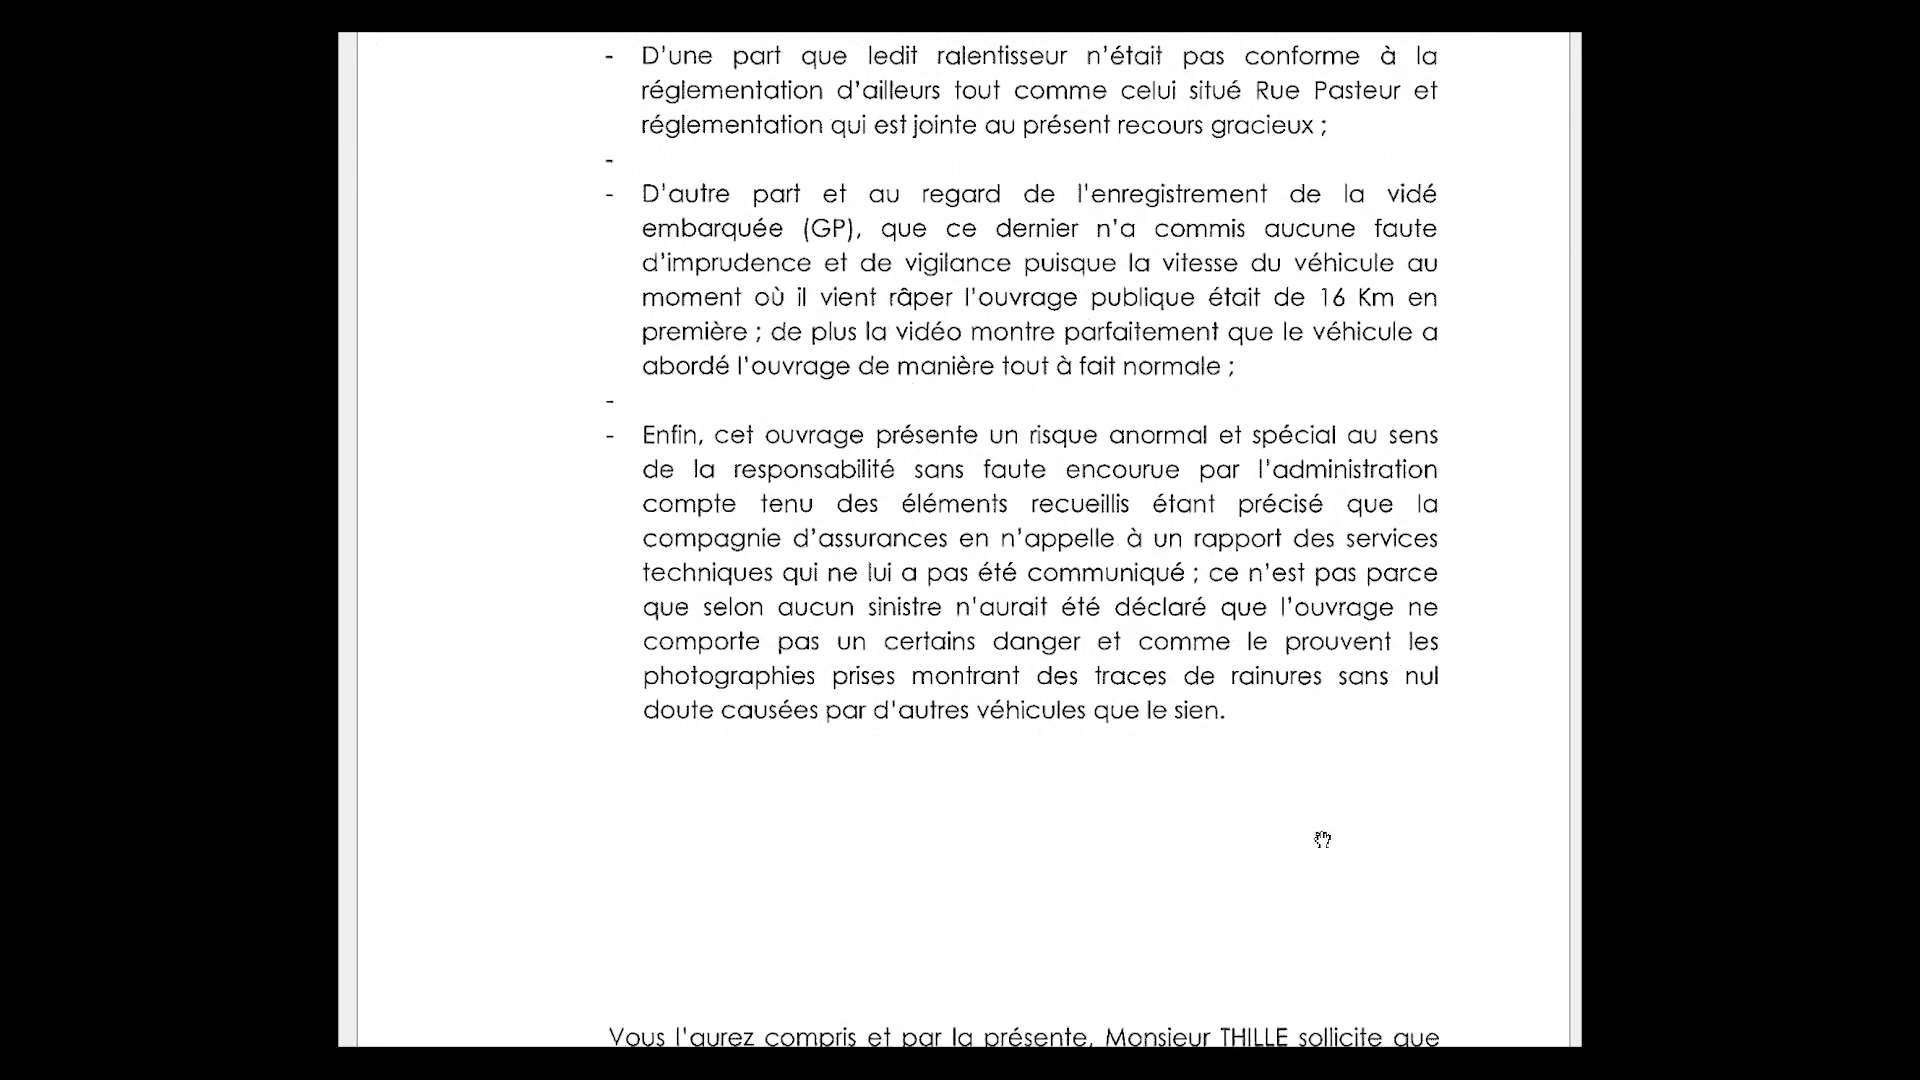 - D'une part que ledit ralentisseur n'était pas conforme à la
réglementation d'ailleurs tout comme celui situé Rue Pasteur et
réglementation qui est jointe au présent recours gracieux ;
-
- D'autre part et au regard de l'enregistrement de la vidé
embarquée (GP), que ce dernier n'a commis aucune faute
d'imprudence et de vigilance puisque la vitesse du véhicule au
moment où il vient râper l'ouvrage publique était de 16 Km en
première ; de plus la vidéo montre parfaitement que le véhicule a
abordé l'ouvrage de manière tout à fait normale ;
-
- Enfin, cet ouvrage présente un risque anormal et spécial au sens
de la responsabilité sans faute encourue par l'administration
compte tenu des éléments recueillis étant précisé que la
compagnie d'assurances en n'appelle à un rapport des services
techniques qui ne lui a pas été communiqué ; ce n'est pas parce
que selon aucun sinistre n'aurait été déclaré que l'ouvrage ne
comporte pas un certains danger et comme le prouvent les
photographies prises montrant des traces de rainures sans nul
doute causées par d'autres véhicules que le sien.
Vous l'aurez compris et par la présente, Monsieur THILLE sollicite que